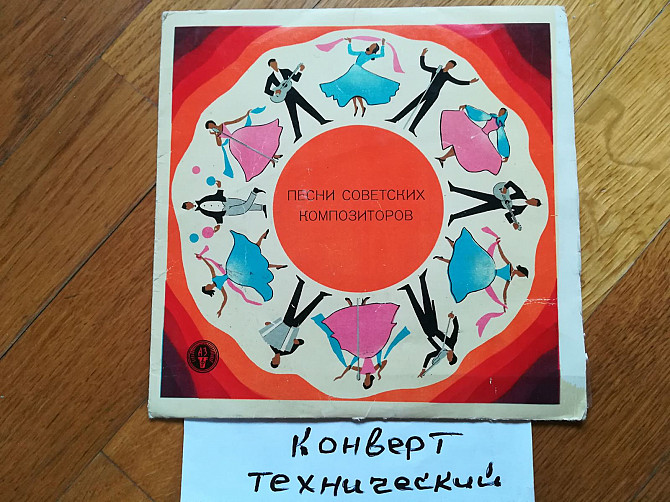 ПЕСНИ СОВЕТСКИХ
КОМПОЗИТОРОВ
Конверт
технический